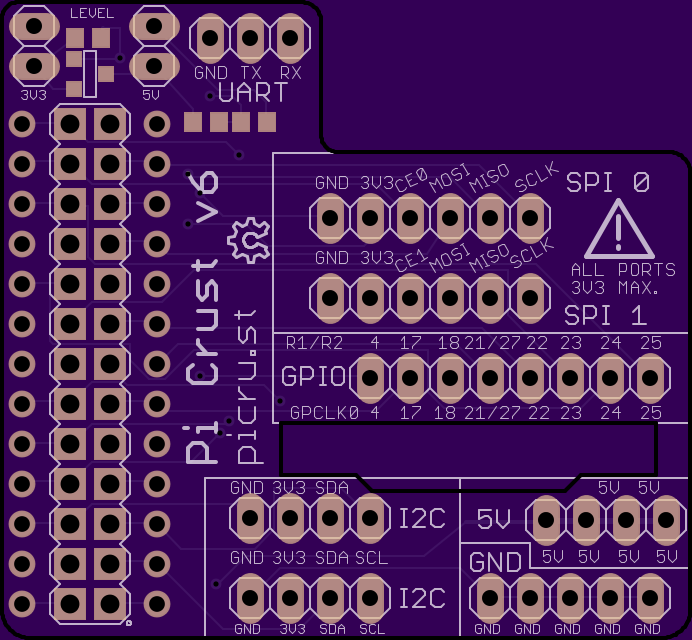 LEVEL
3V3
5V
GND TX RX
UART
Pi Crust v6
picru.st
GND 3V3 CE0 MOSI MISO SCLK
SPI 0
GND 3V3 CE1 MOSI MISO SCLK
ALL PORTS
3V3 MAX.
SPI 1
R1/R2 4 17 18 21/27 22 23 24 25
GPIO
GPCLK0 4 17 18 21/27 22 23 24 25
GND 3V3 SDA
I2C
GND 3V3 SDA SCL
I2C
GND 3V3 SDA SCL
5V 5V
5V
5V 5V 5V 5V
GND
GND GND GND GND GND